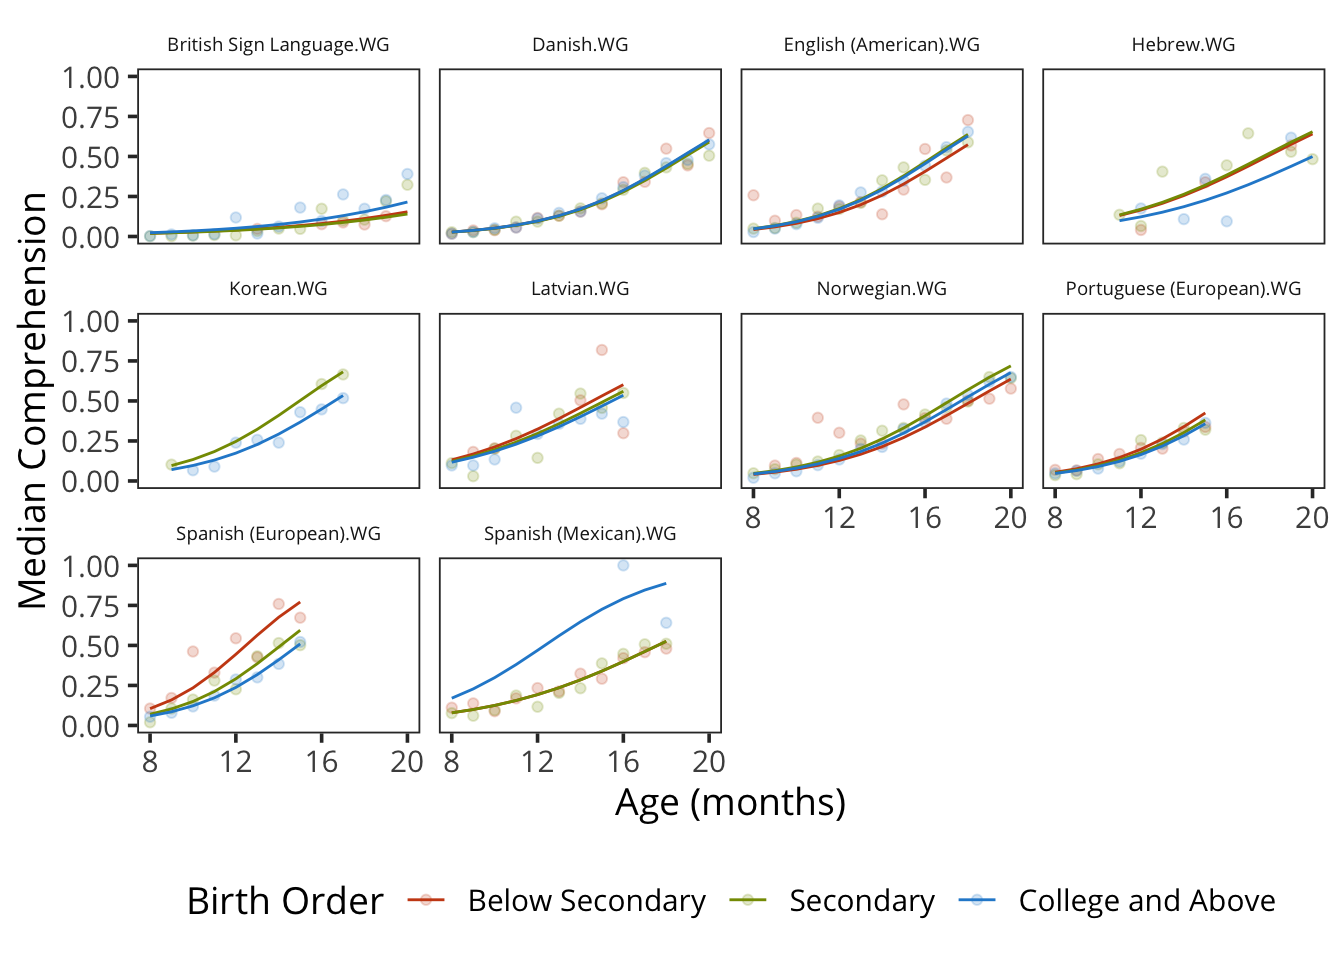 British Sign Language.WG Danish.WG English (American).WG Hebrew.WG
1.00
0.75
0.50
0.25
0.00
Korean.WG Latvian.WG Norwegian.WG Portuguese (European).WG
1.00
0.75
0.50
0.25
0.00
8 12 16 20 8 12 16 20
Spanish (European).WG Spanish (Mexican).WG
1.00
0.75
0.50
0.25
0.00
8 12 16 20 8 12 16 20
Median Comprehension
Age (months)
Birth Order Below Secondary Secondary College and Above